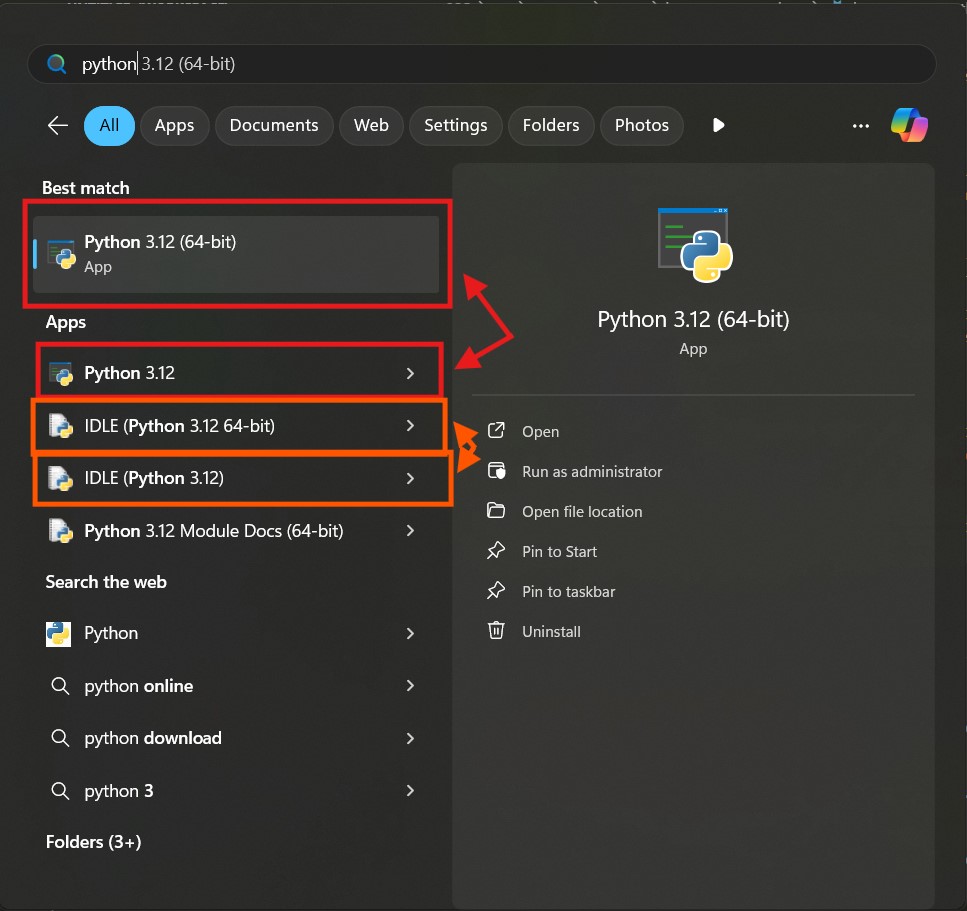 python 3.12 (64-bit)
All
Apps
Documents
Web
Settings
Folders
Photos
Best match
Python 3.12 (64-bit)
App
Apps
Python 3.12
IDLE (Python 3.12 64-bit)
IDLE (Python 3.12)
Python 3.12 Module Docs (64-bit)
Search the web
Python
python online
python download
python 3
Folders (3+)
Python 3.12 (64-bit)
App
Open
Run as administrator
Open file location
Pin to Start
Pin to taskbar
Uninstall